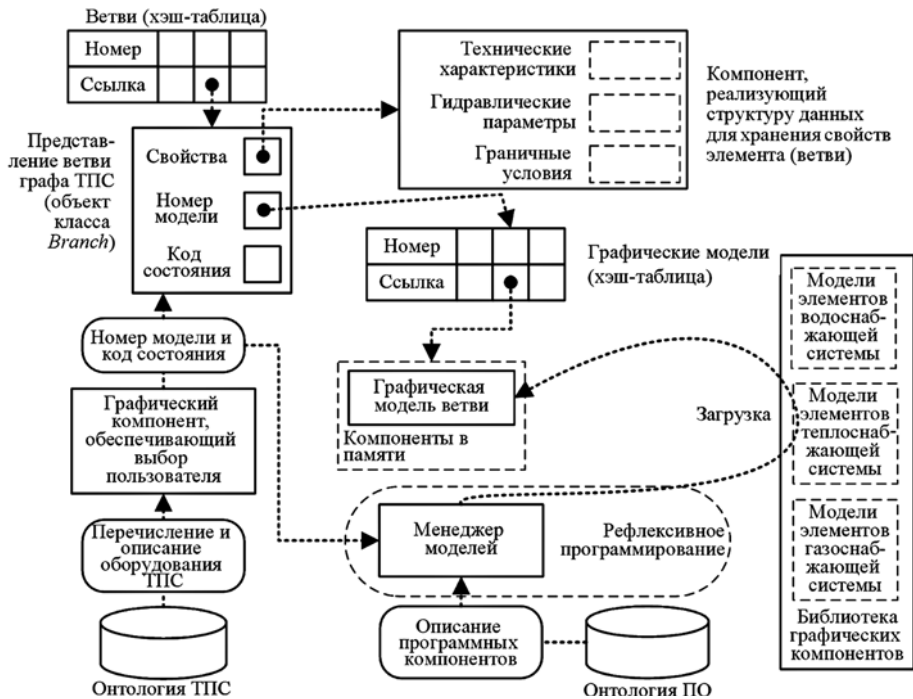 Ветви (хэш-таблица)
Номер
Ссылка
Представ-
ление ветви
графа ТПС
(объект
класса
Branch)
Свойства
Номер
модели
Код
состояния
Технические
характеристики
Гидравлические
параметры
Граничные
условия
Компонент,
реализующий
структуру данных
для хранения свойств
элемента (ветви)
Номер
Ссылка
Графические модели
(хэш-таблица)
Номер модели и
код состояния
Графический
компонент,
обеспечивающий
выбор
пользователя
Перечисление и
описание
оборудования
ТПС
Онтология ТПС
Графическая
модель ветви
Компоненты в
памяти
Загрузка
Менеджер
моделей
Рефлексивное
программирование
Описание
программных
компонентов
Онтология ПО
Модели
элементов
водоснаб-
жающей
системы
Модели
элементов
теплоснаб-
жающей
системы
Модели
элементов
газоснаб-
жающей
системы
Библиотека
графических
компонентов